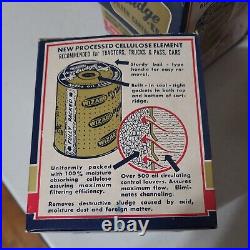 ridge
NEW PROCESSED CELLULOSE ELEMENT
RECOMMENDED for TRACTORS, TRUCKS & PASS. CARS
Sturdy bail - type
handle for easy re-
moval.
Built-in cool-tight
gaskets both top
and bottom of cart-
ridge.
WIZARD
Uniformly packed
with 100% moisture
absorbing cellulose
assuring maximum
filtering efficiency.
Over 500 oil circulating
control louvers. Assures
maximum flow. Elimi-
nates channeling.
Removes destructive sludge caused by acid,
moisture dust and foreign matter.